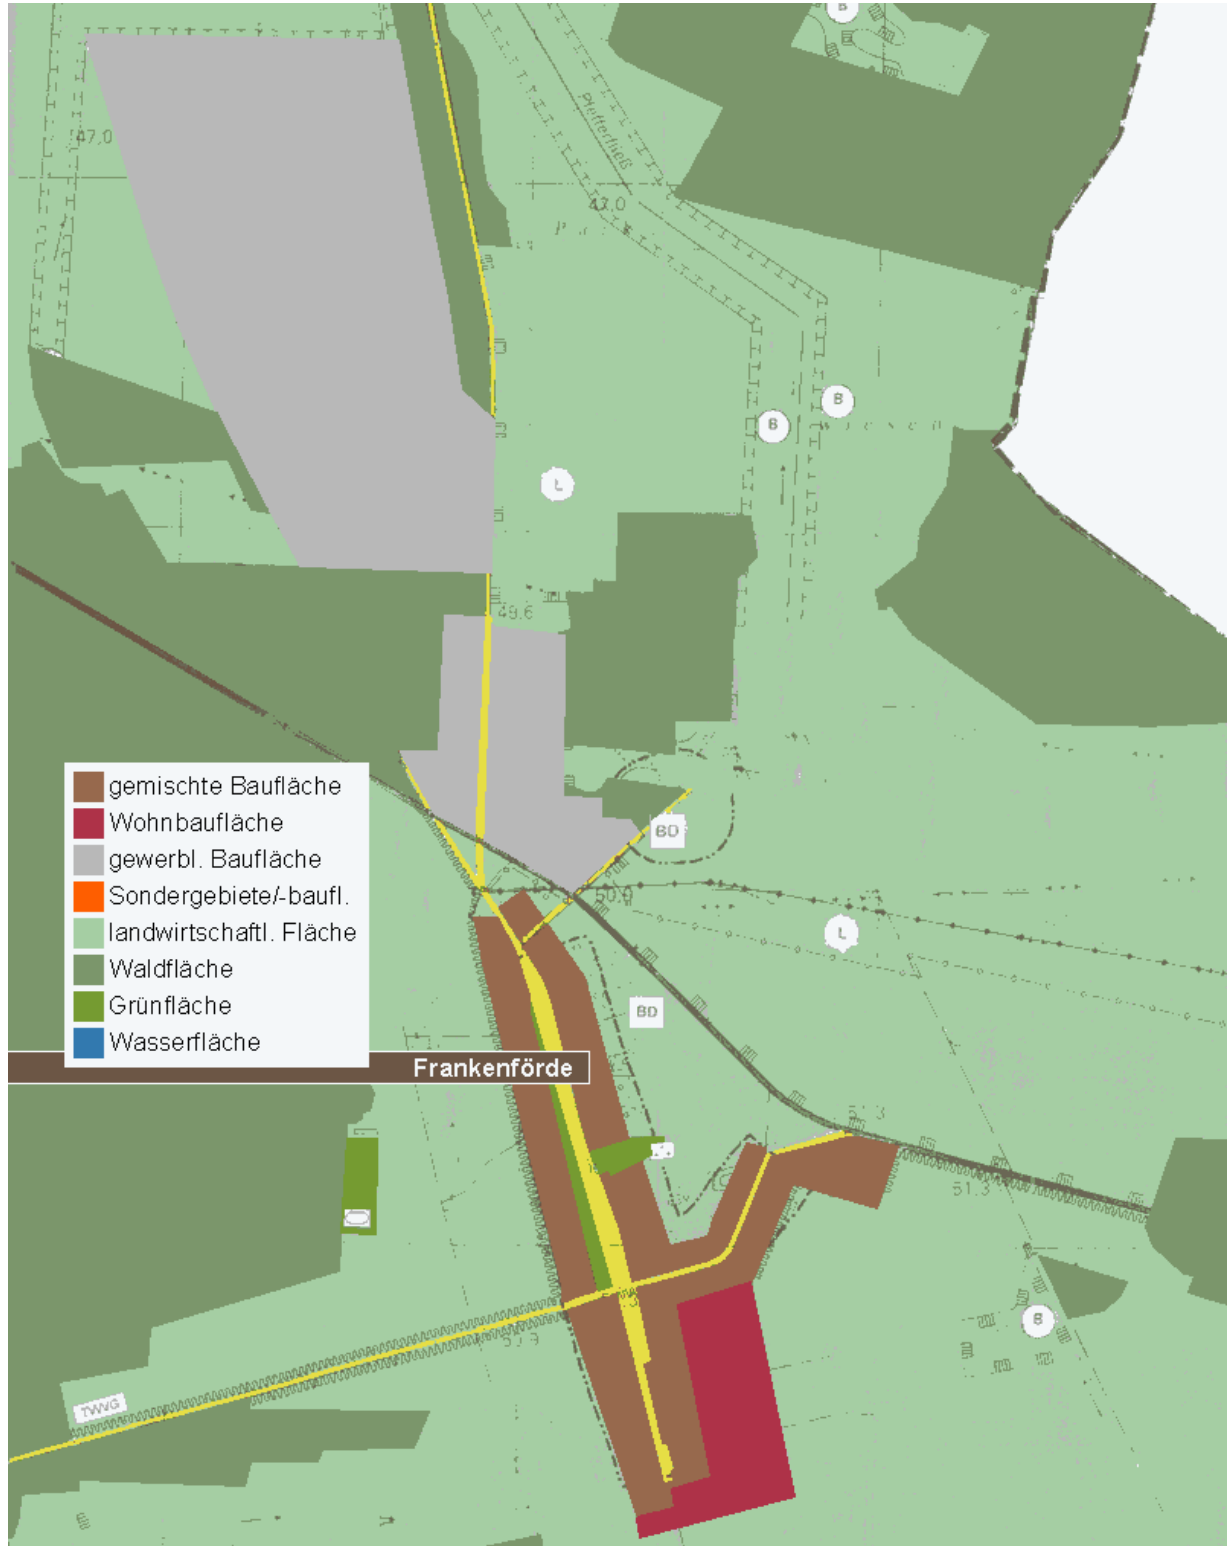 B
Pfefferfließ
47,0
47,0
B
B
L
49.6
gemischte Baufläche
Wohnbaufläche
gewerbl. Baufläche
Sondergebiete/-baufl.
landwirtschaftl. Fläche
Waldfläche
Grünfläche
Wasserfläche
BD
50,0
L
BD
Frankenförde
51.3
51.3
B
TWVG